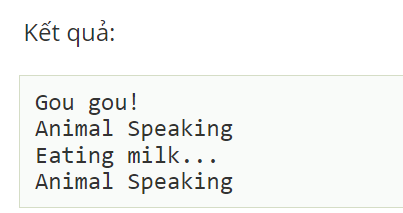 Kết quả:
Gou gou!
Animal Speaking
Eating milk...
Animal Speaking